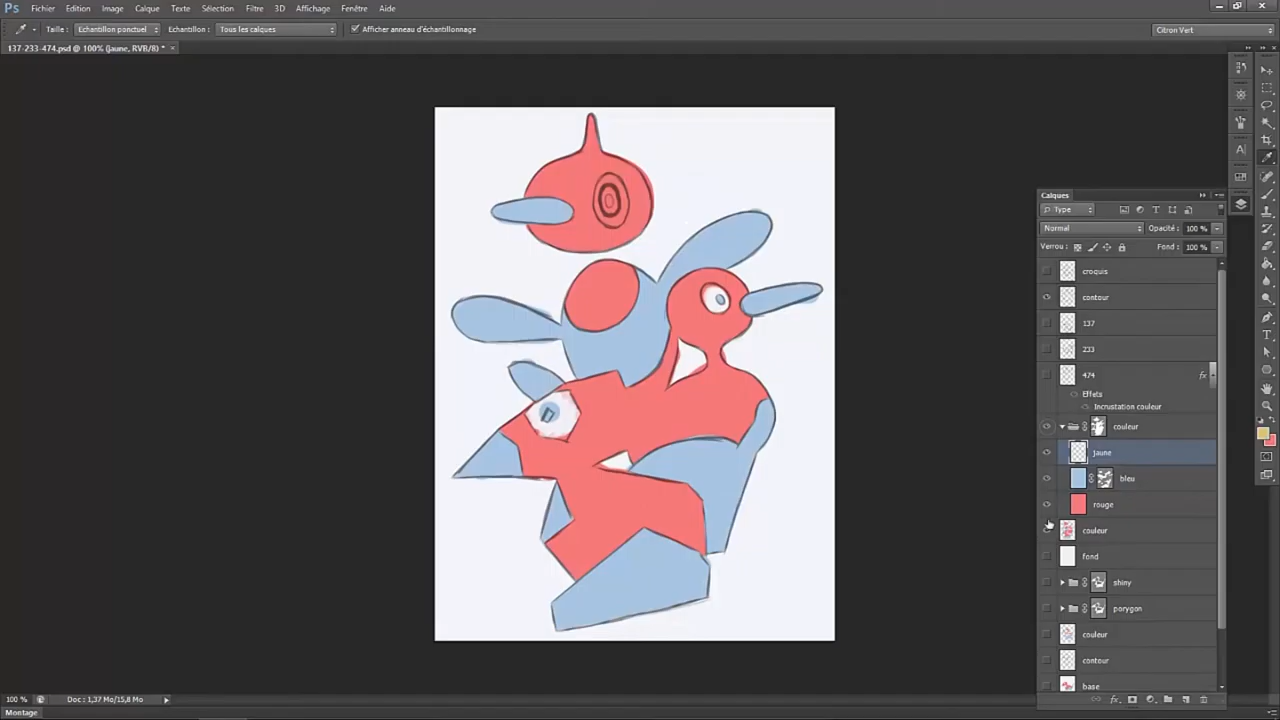 Ps Fichier Edition Image Calque Texte Sélection Filtre 3D Affichage Fenêtre Aide
Taille : Echantillon ponctuel Echantillon : Tous les calques Afficher anneau d'échantillonnage Citron Vert
137-233-474.psd @ 100% (jaune, RVB/8) * ×
Calques
Type
Normal Opacité : 100 %
Verrou : Fond : 100 %
croquis
contour
137
233
474 fx
Effets
Incrustation couleur
couleur
jaune
bleu
rouge
couleur
fond
shiny
porygon
couleur
contour
base
100 % Doc : 1,37 Mo/15,8 Mo
Montage